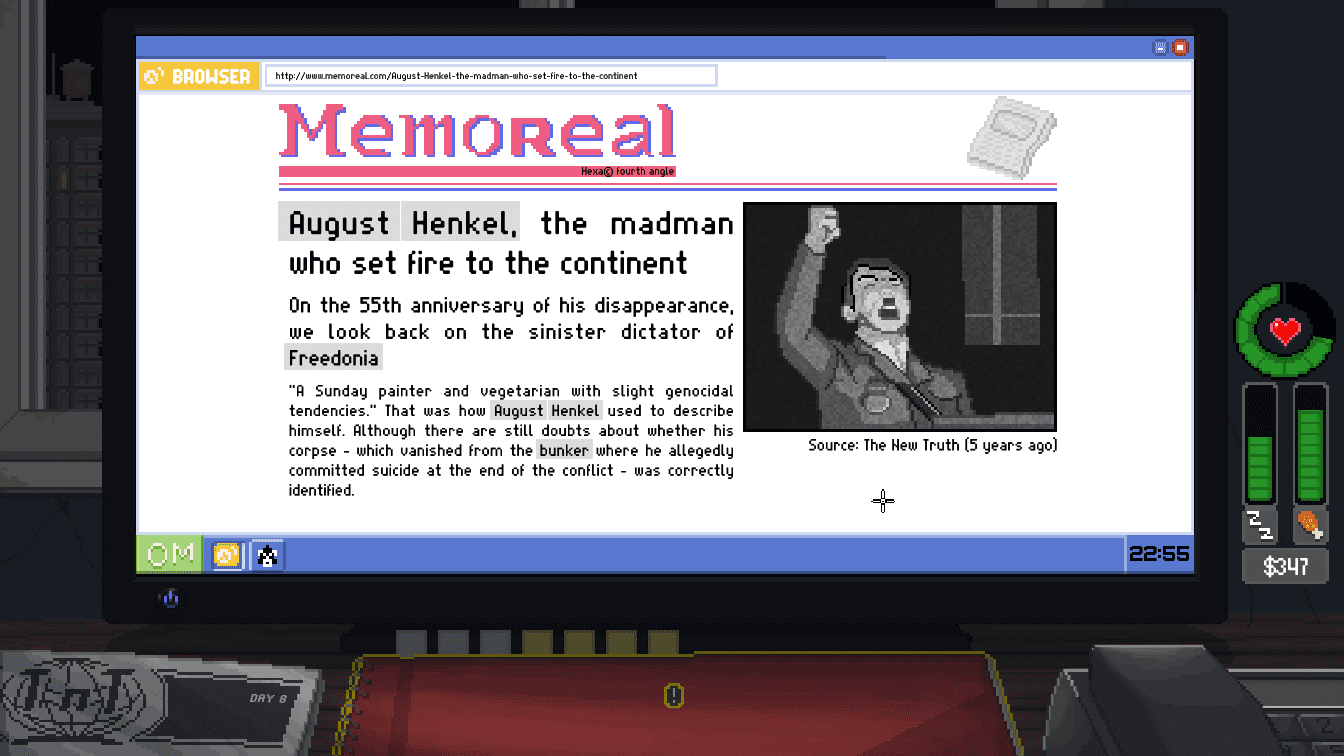 BROWSER
http://www.memoreal.com/August-Henkel-the-madman-who-set-fire-to-the-continent
Memoreal
Hexa© fourth angle
August Henkel, the madman
who set fire to the continent
On the 55th anniversary of his disappearance,
we look back on the sinister dictator of
Freedonia
"A Sunday painter and vegetarian with slight genocidal
tendencies." That was how August Henkel used to describe
himself. Although there are still doubts about whether his
corpse - which vanished from the bunker where he allegedly
committed suicide at the end of the conflict - was correctly
identified.
Source: The New Truth (5 years ago)
Z
Z
$347
OM
22:55
TnT
DAY 8
!